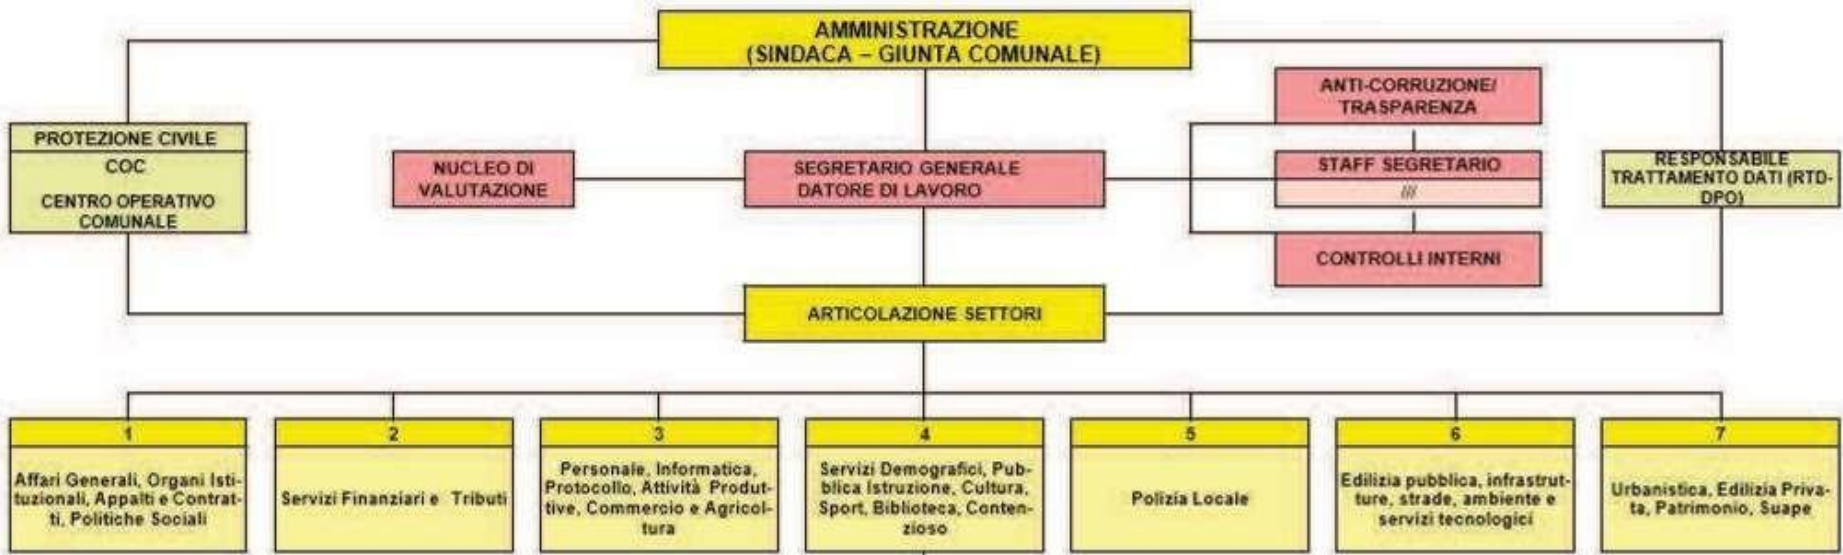 AMMINISTRAZIONE
(SINDACA – GIUNTA COMUNALE)
ANTI-CORRUZIONE/
TRASPARENZA
PROTEZIONE CIVILE
COC
CENTRO OPERATIVO
COMUNALE
NUCLEO DI
VALUTAZIONE
SEGRETARIO GENERALE
DATORE DI LAVORO
STAFF SEGRETARIO
///
RESPONSABILE
TRATTAMENTO DATI (RTD-
DPO)
CONTROLLI INTERNI
ARTICOLAZIONE SETTORI
1
Affari Generali, Organi Isti-
tuzionali, Appalti e Contrat-
ti, Politiche Sociali
2
Servizi Finanziari e Tributi
3
Personale, Informatica,
Protocollo, Attività Produt-
tive, Commercio e Agricol-
tura
4
Servizi Demografici, Pub-
blica Istruzione, Cultura,
Sport, Biblioteca, Conten-
zioso
5
Polizia Locale
6
Edilizia pubblica, infrastrut-
ture, strade, ambiente e
servizi tecnologici
7
Urbanistica, Edilizia Priva-
ta, Patrimonio, Suape